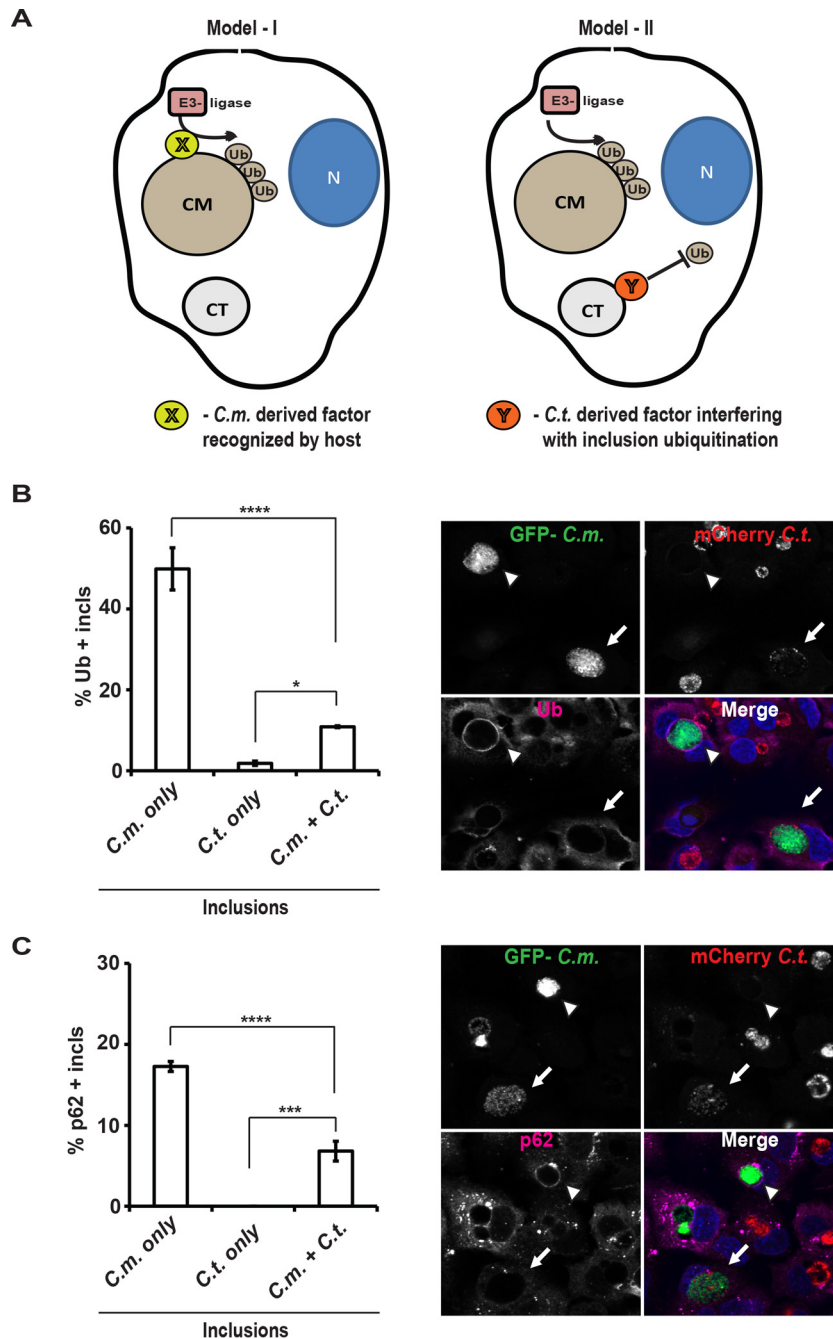 A
Model - I
E3-
ligase
X
Ub
Ub
Ub
CM
N
CT
X
- C.m. derived factor
recognized by host
Model - II
E3-
ligase
Ub
Ub
Ub
CM
N
Ub
Y
CT
Y
- C.t. derived factor interfering
with inclusion ubiquitination
B
% Ub + incls
60
40
20
0
****
*
C.m. only
C.t. only
C.m. + C.t.
Inclusions
GFP- C.m.
mCherry C.t.
Ub
Merge
C
% p62 + incls
30
20
10
0
****
***
C.m. only
C.t. only
C.m. + C.t.
Inclusions
GFP- C.m.
mCherry C.t.
p62
Merge